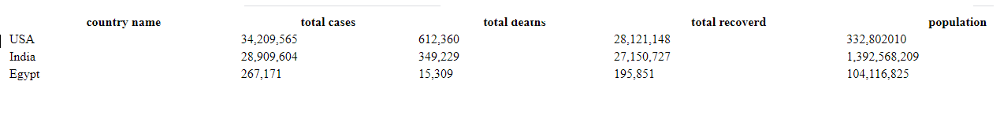 country name total cases total deaths total recoverd population
USA 34,209,565 612,360 28,121,148 332,802010
India 28,909,604 349,229 27,150,727 1,392,568,209
Egypt 267,171 15,309 195,851 104,116,825